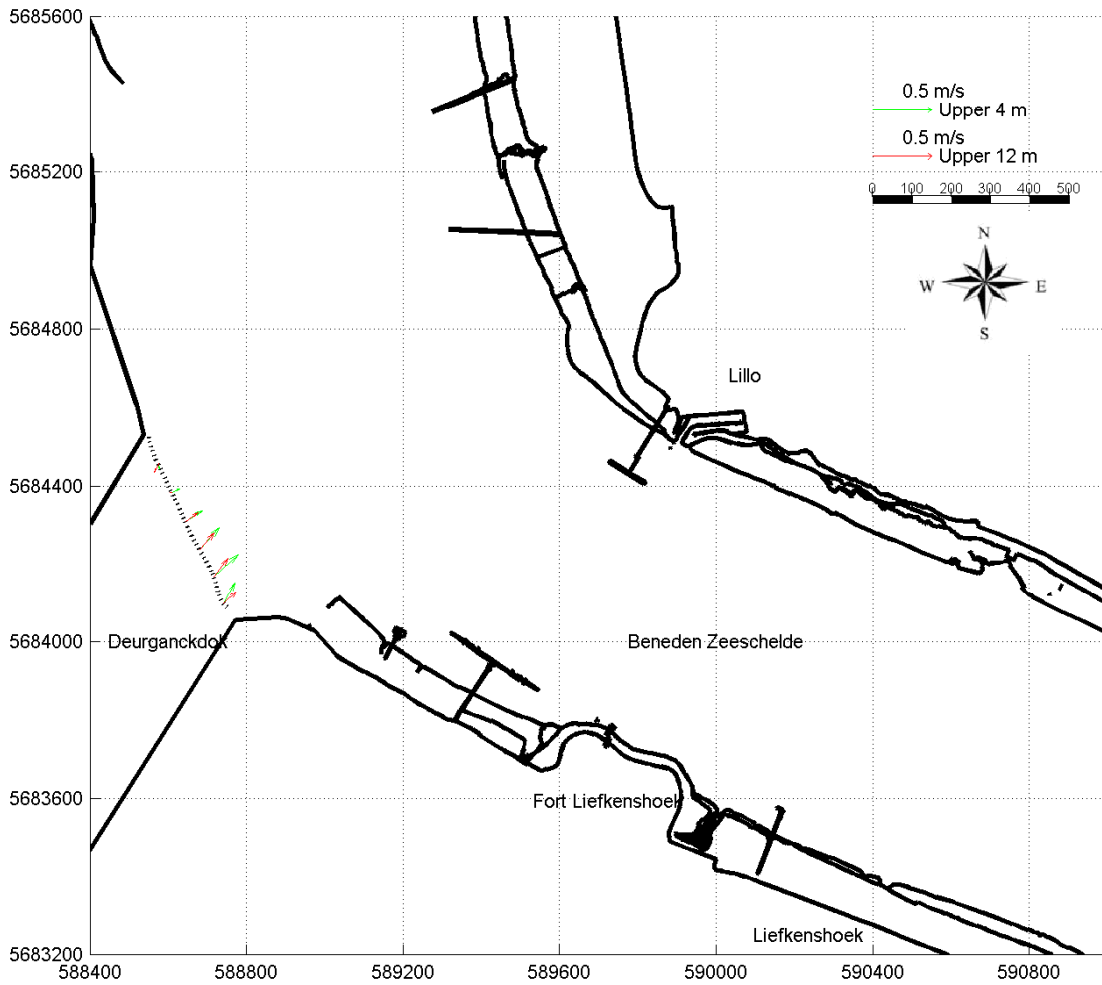 5685600
0.5 m/s
Upper 4 m
0.5 m/s
Upper 12 m
5685200
0 100 200 300 400 500
N
W E
S
5684800
Lillo
5684400
5684000
Deurganckdok
Beneden Zeeschelde
5683600
Fort Liefkenshoek
Liefkenshoek
5683200
588400 588800 589200 589600 590000 590400 590800